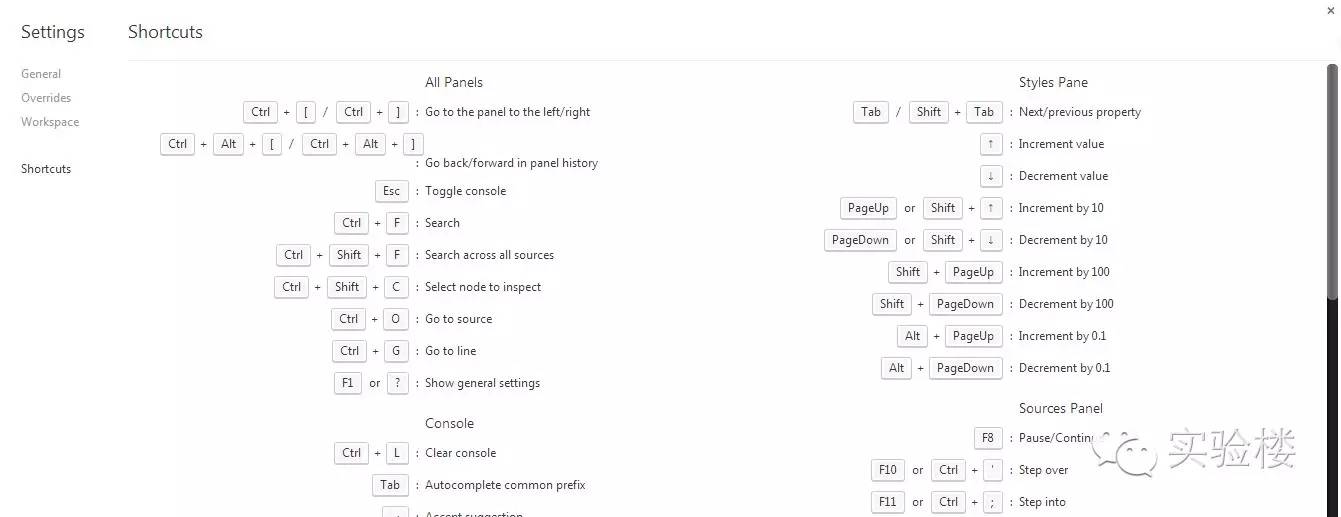 ×
Settings
Shortcuts
General
Overrides
Workspace
Shortcuts
All Panels
Ctrl + [ / Ctrl + ] : Go to the panel to the left/right
Ctrl + Alt + [ / Ctrl + Alt + ]
: Go back/forward in panel history
Esc : Toggle console
Ctrl + F : Search
Ctrl + Shift + F : Search across all sources
Ctrl + Shift + C : Select node to inspect
Ctrl + O : Go to source
Ctrl + G : Go to line
F1 or ? : Show general settings
Console
Ctrl + L : Clear console
Tab : Autocomplete common prefix
Accept suggestion
Styles Pane
Tab / Shift + Tab : Next/previous property
↑ : Increment value
↓ : Decrement value
PageUp or Shift + ↑ : Increment by 10
PageDown or Shift + ↓ : Decrement by 10
Shift + PageUp : Increment by 100
Shift + PageDown : Decrement by 100
Alt + PageUp : Increment by 0.1
Alt + PageDown : Decrement by 0.1
Sources Panel
F8 : Pause/Continue
F10 or Ctrl + ' : Step over
F11 or Ctrl + ; : Step into
实验楼